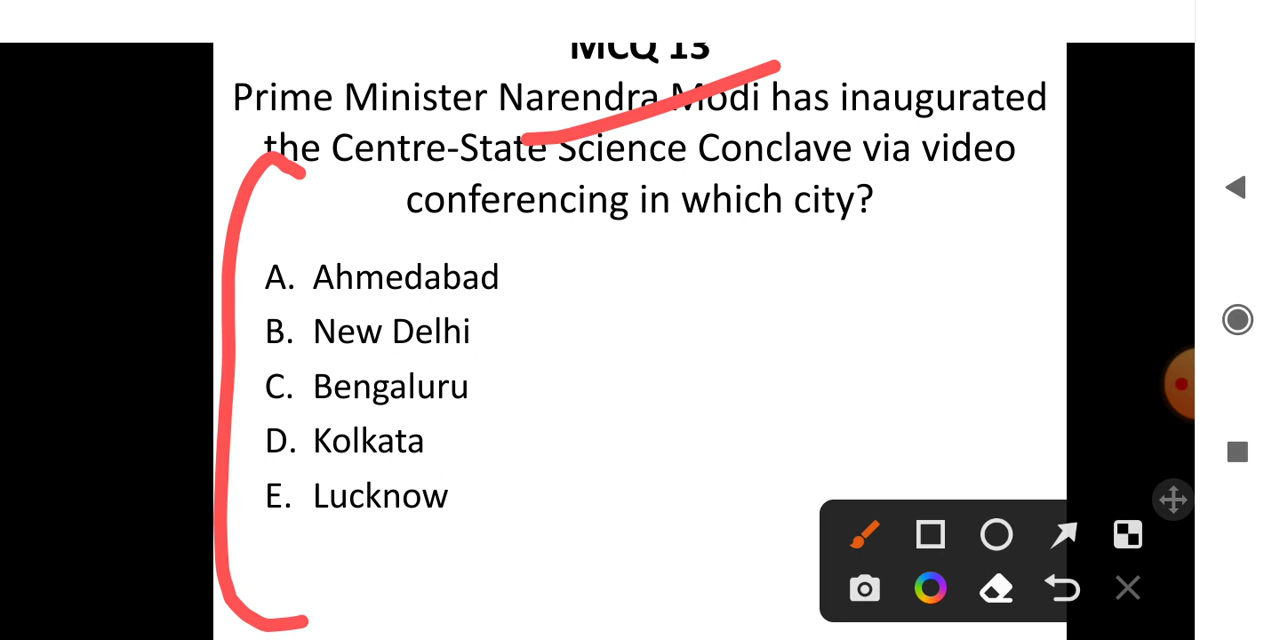 MCQ 13
Prime Minister Narendra Modi has inaugurated
the Centre-State Science Conclave via video
conferencing in which city?
A. Ahmedabad
B. New Delhi
C. Bengaluru
D. Kolkata
E. Lucknow